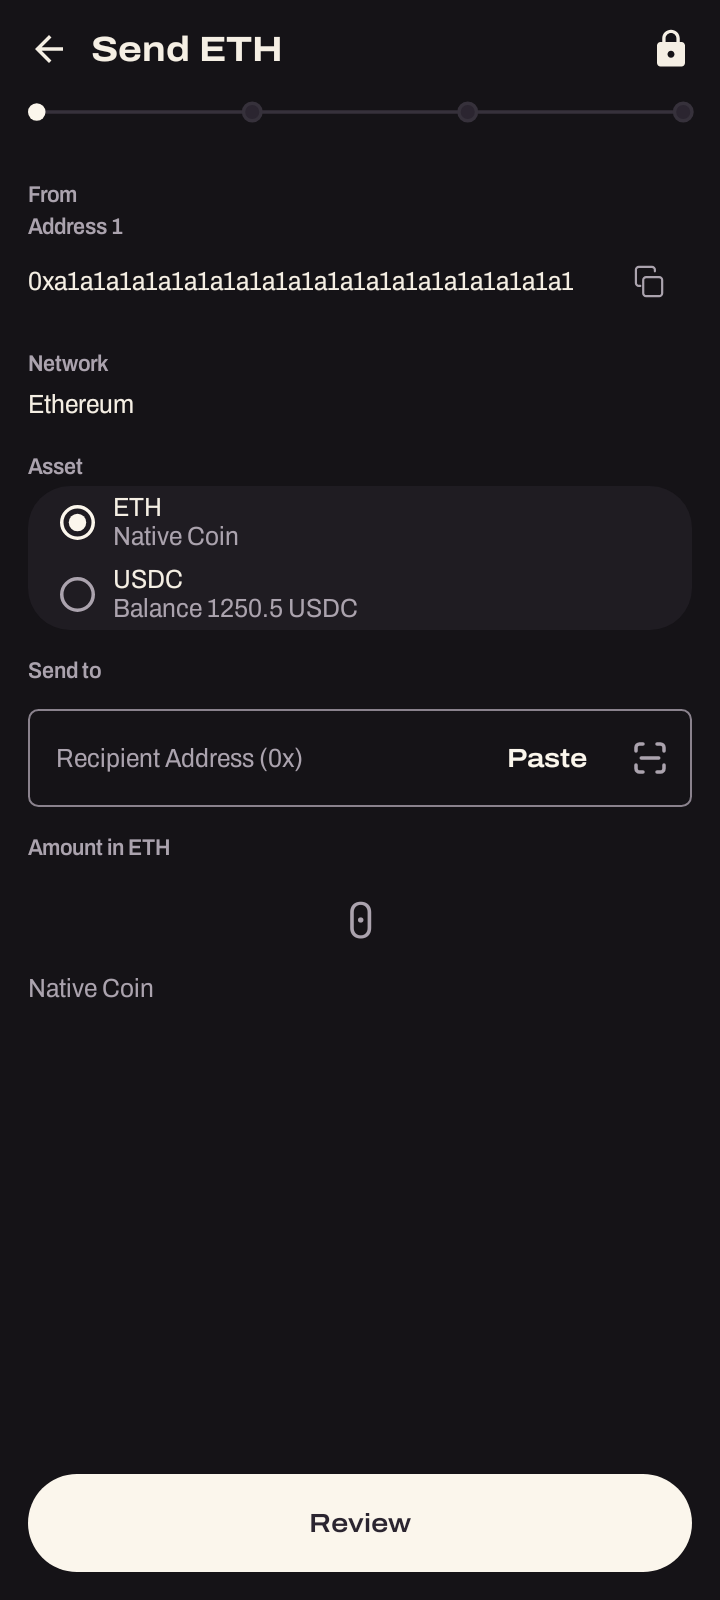 Send ETH
From
Address 1
0xa1a1a1a1a1a1a1a1a1a1a1a1a1a1a1a1a1a1a1a1
Network
Ethereum
Asset
ETH
Native Coin
USDC
Balance 1250.5 USDC
Send to
Recipient Address (0x)
Paste
Amount in ETH
0
Native Coin
Review